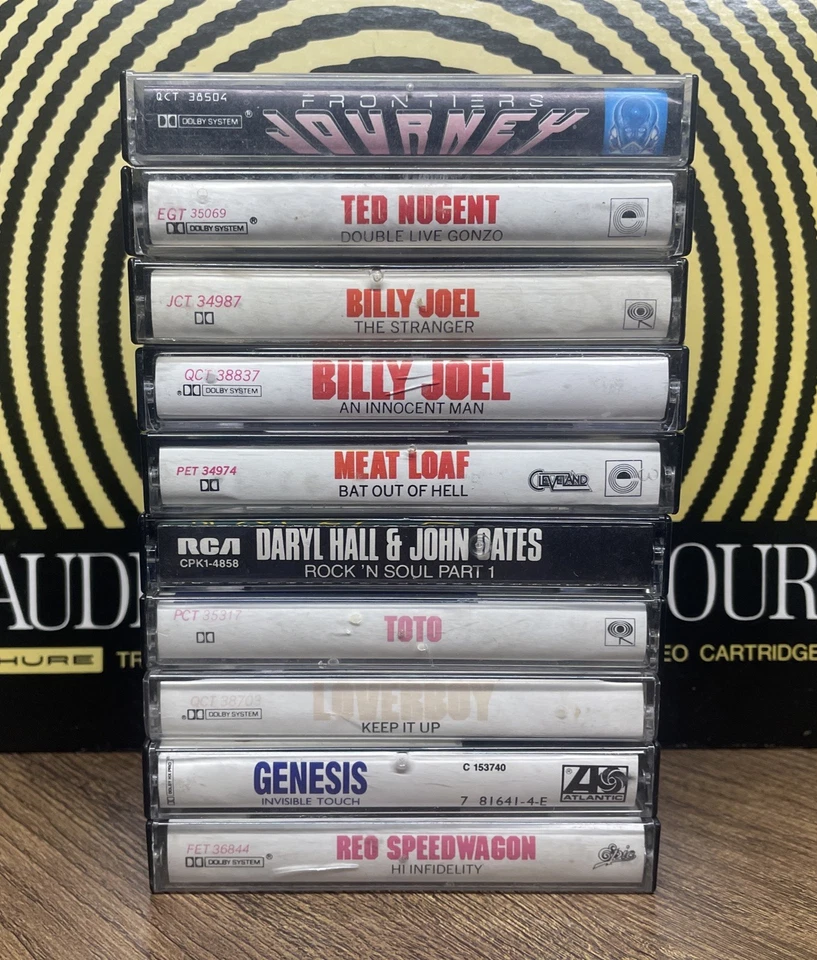 QCT 38504
FRONTIERS
DOLBY SYSTEM ®
JOURNEY
EGT 35069
DOLBY SYSTEM ®
TED NUGENT
DOUBLE LIVE GONZO
JCT 34987
BILLY JOEL
THE STRANGER
QCT 38837
® DOLBY SYSTEM
BILLY JOEL
AN INNOCENT MAN
PET 34974
MEAT LOAF
BAT OUT OF HELL
CLEVELAND
RCA
CPK1-4858
DARYL HALL & JOHN OATES
ROCK 'N SOUL PART 1
AUDI
OUR
HURE
TR
EO CARTRIDGE
PCT 35317
TOTO
QCT 38703
® DOLBY SYSTEM
LOVERBOY
KEEP IT UP
GENESIS
INVISIBLE TOUCH
C 153740
7 81641-4-E
ATLANTIC
FET 36844
DOLBY SYSTEM ®
REO SPEEDWAGON
HI INFIDELITY
Epic